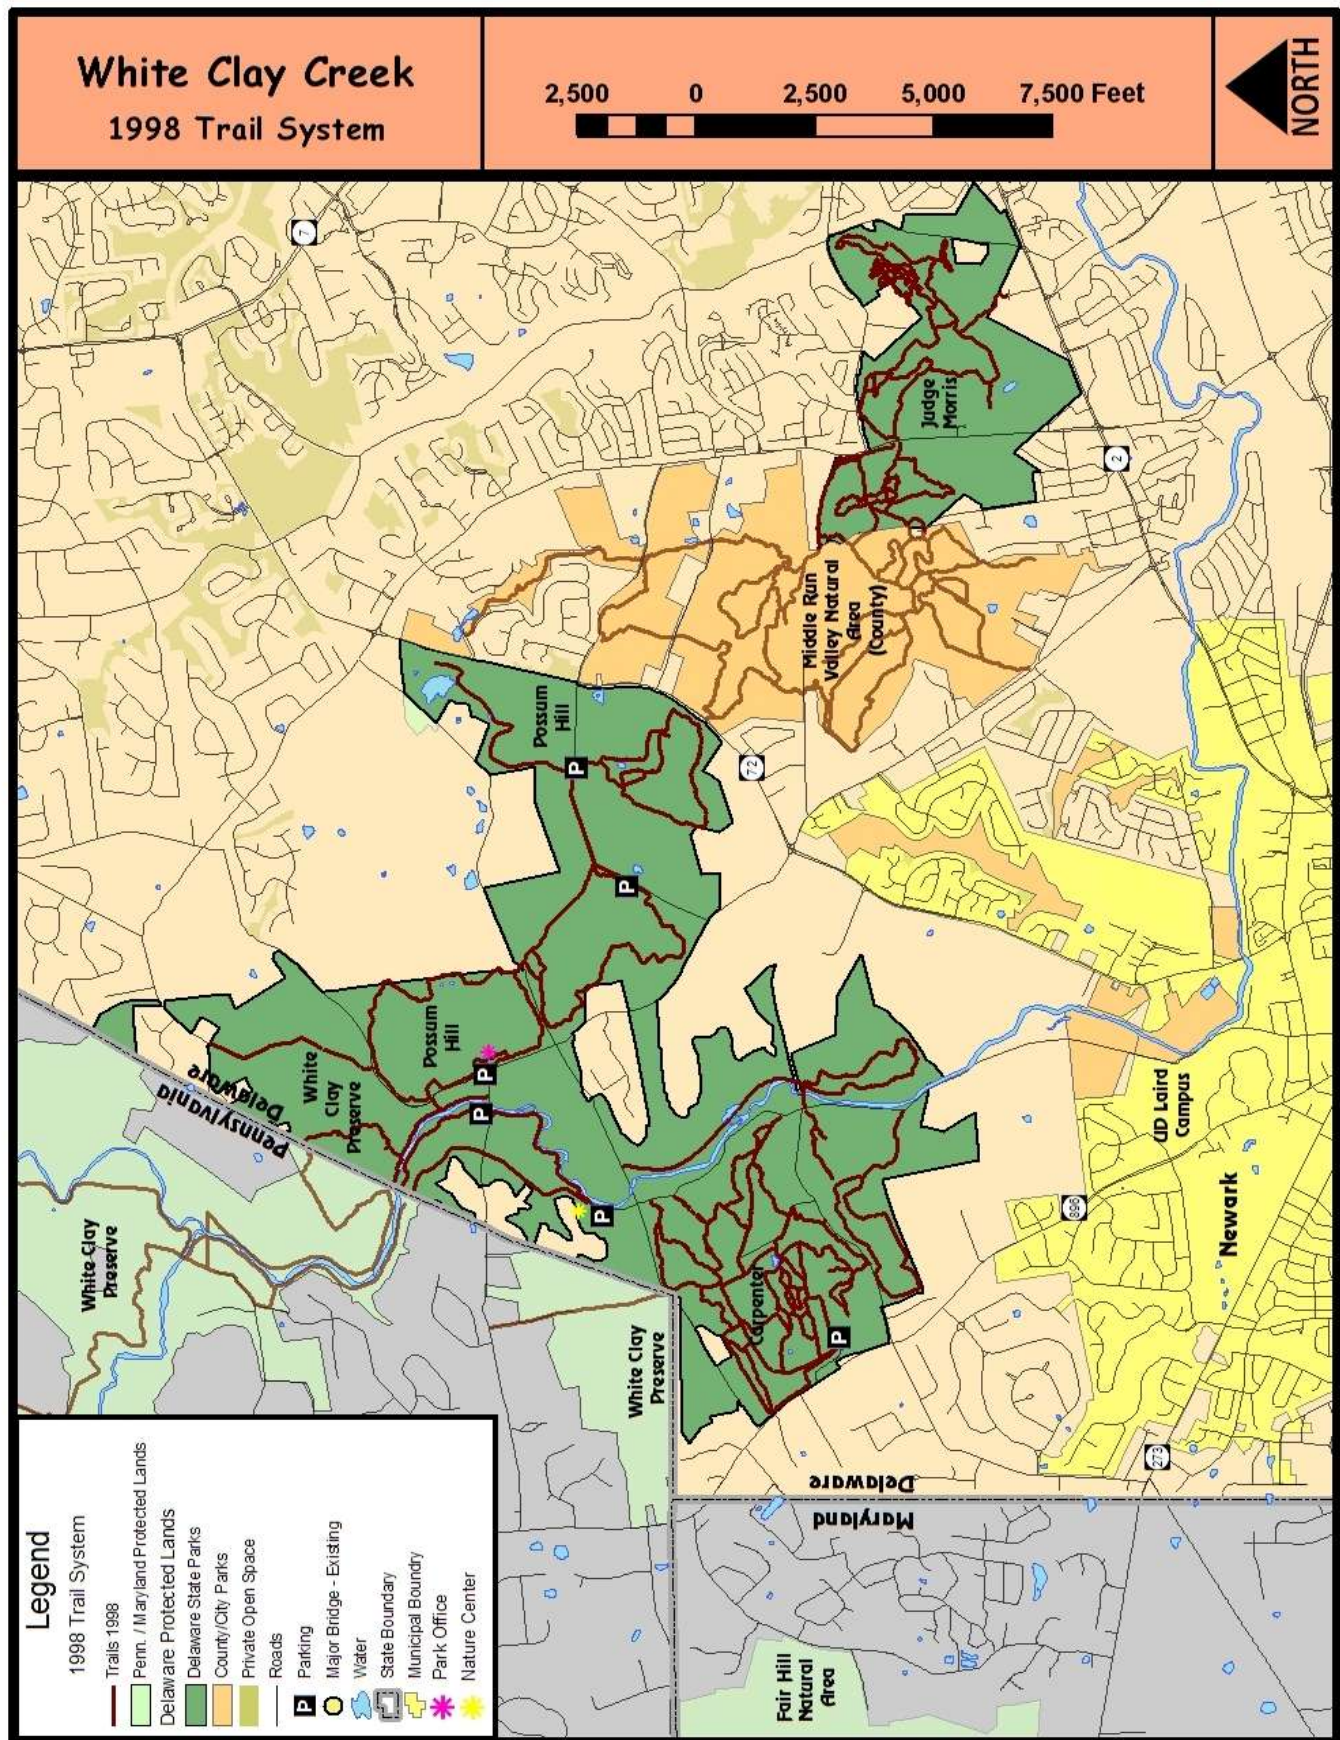 White Clay Creek
1998 Trail System
2,500 0 2,500 5,000 7,500 Feet
NORTH
7
Judge
Morris
2
Middle Run
Valley Natural
Area
(County)
Possum
Hill
P
72
P
Possum
Hill
White
Clay
Preserve
Delaware
Pennsylvania
P
P
P
UD Laird
Campus
896
Newark
White Clay
Preserve
Carpenter
P
White Clay
Preserve
273
Delaware
Maryland
Fair Hill
Natural
Area
Legend
1998 Trail System
Trails 1998
Penn. / Maryland Protected Lands
Delaware Protected Lands
Delaware State Parks
County/City Parks
Private Open Space
Roads
P Parking
Major Bridge - Existing
Water
State Boundary
Municipal Boundry
Park Office
Nature Center